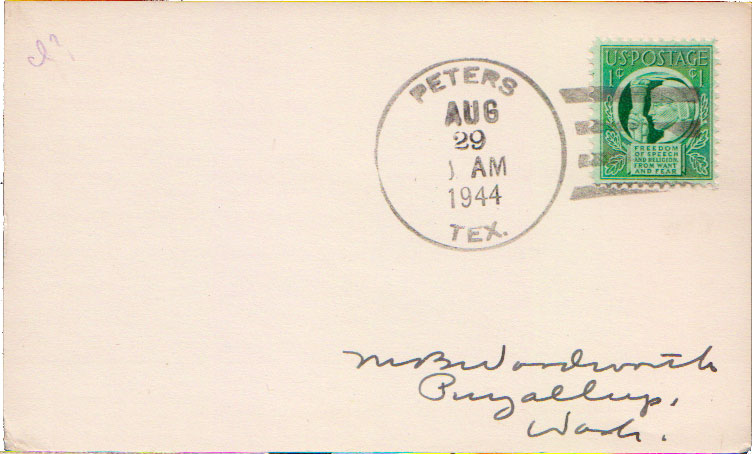 PETERS
AUG
29
AM
1944
TEX.
U·S·POSTAGE
1¢ ¢1
FREEDOM
OF SPEECH
AND RELIGION,
FROM WANT
AND FEAR
M B Wordsworth
Puyallup,
Wash.